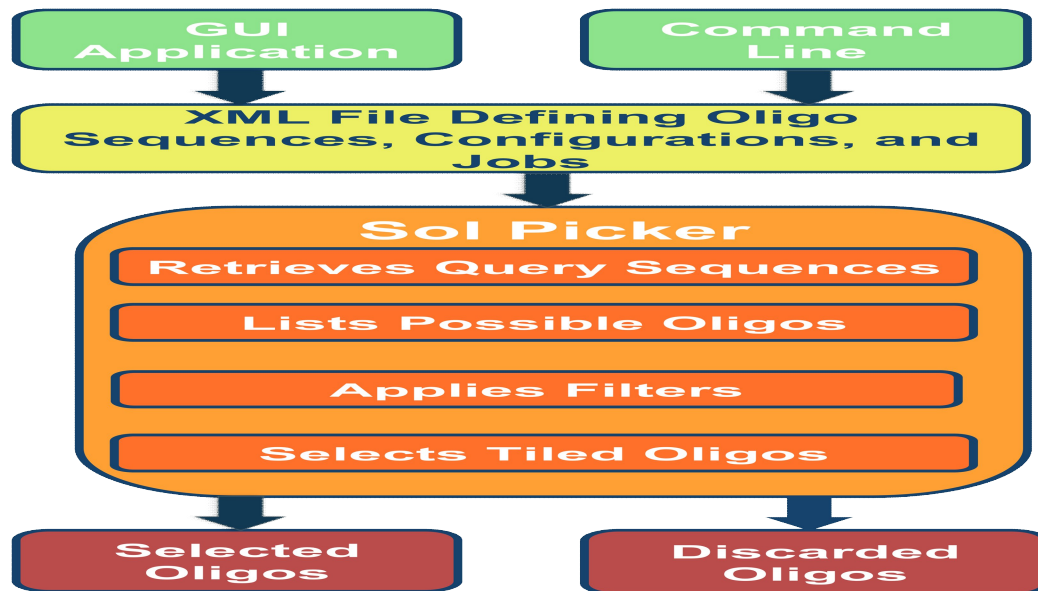 GUI
Application
Command
Line
XML File Defining Oligo
Sequences, Configurations, and
Jobs
Sol Picker
Retrieves Query Sequences
Lists Possible Oligos
Applies Filters
Selects Tiled Oligos
Selected
Oligos
Discarded
Oligos